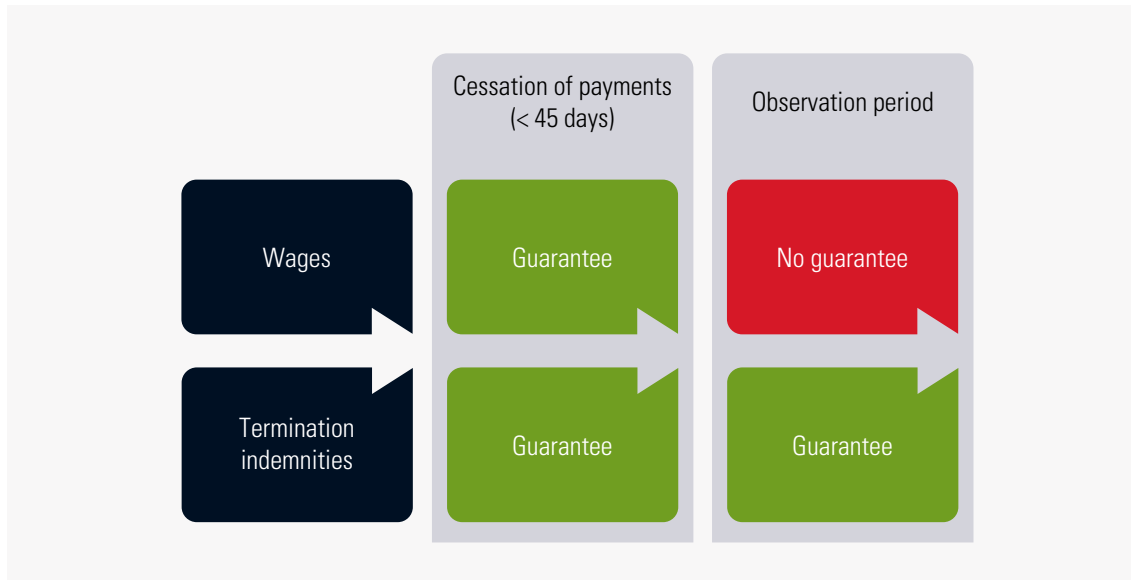 Cessation of payments
(< 45 days)
Observation period
Wages
Guarantee
No guarantee
Termination
indemnities
Guarantee
Guarantee